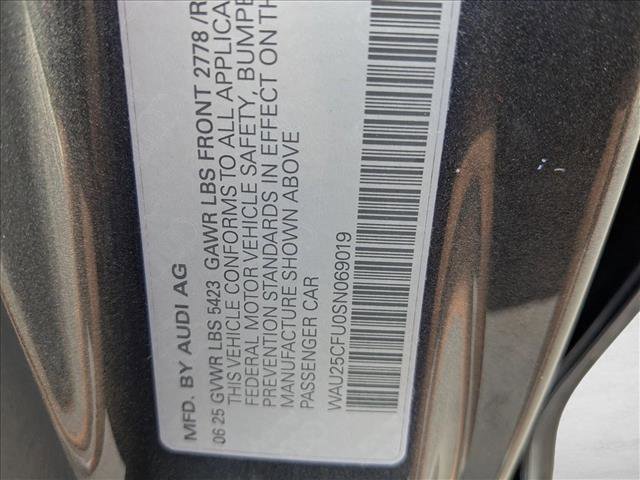 MFD. BY AUDI AG
06 25 GVWR LBS 5423 GAWR LBS FRONT 2778 /R
THIS VEHICLE CONFORMS TO ALL APPLICA
FEDERAL MOTOR VEHICLE SAFETY, BUMPE
PREVENTION STANDARDS IN EFFECT ON TH
MANUFACTURE SHOWN ABOVE
PASSENGER CAR
WAU25CFU0SN069019